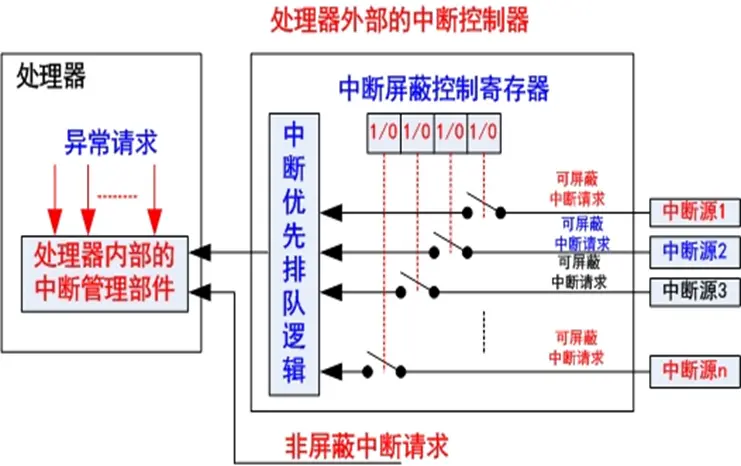 处理器外部的中断控制器
处理器
异常请求
处理器内部的
中断管理部件
中断屏蔽控制寄存器
1/0 1/0 1/0 1/0
中断优先排队逻辑
可屏蔽
中断请求
中断源1
可屏蔽
中断请求
中断源2
可屏蔽
中断请求
中断源3
可屏蔽
中断请求
中断源n
非屏蔽中断请求